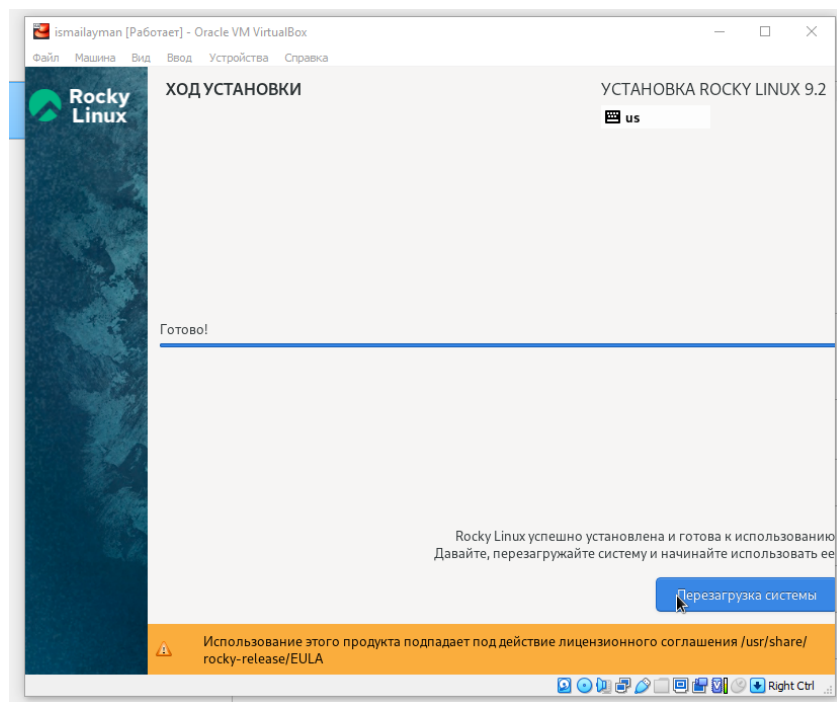 ismailayman [Работает] - Oracle VM VirtualBox
Файл Машина Вид Ввод Устройства Справка
Rocky
Linux
ХОД УСТАНОВКИ
УСТАНОВКА ROCKY LINUX 9.2
us
Готово!
Rocky Linux успешно установлена и готова к использованию
Давайте, перезагружайте систему и начинайте использовать ее
Перезагрузка системы
Использование этого продукта подпадает под действие лицензионного соглашения /usr/share/
rocky-release/EULA
Right Ctrl